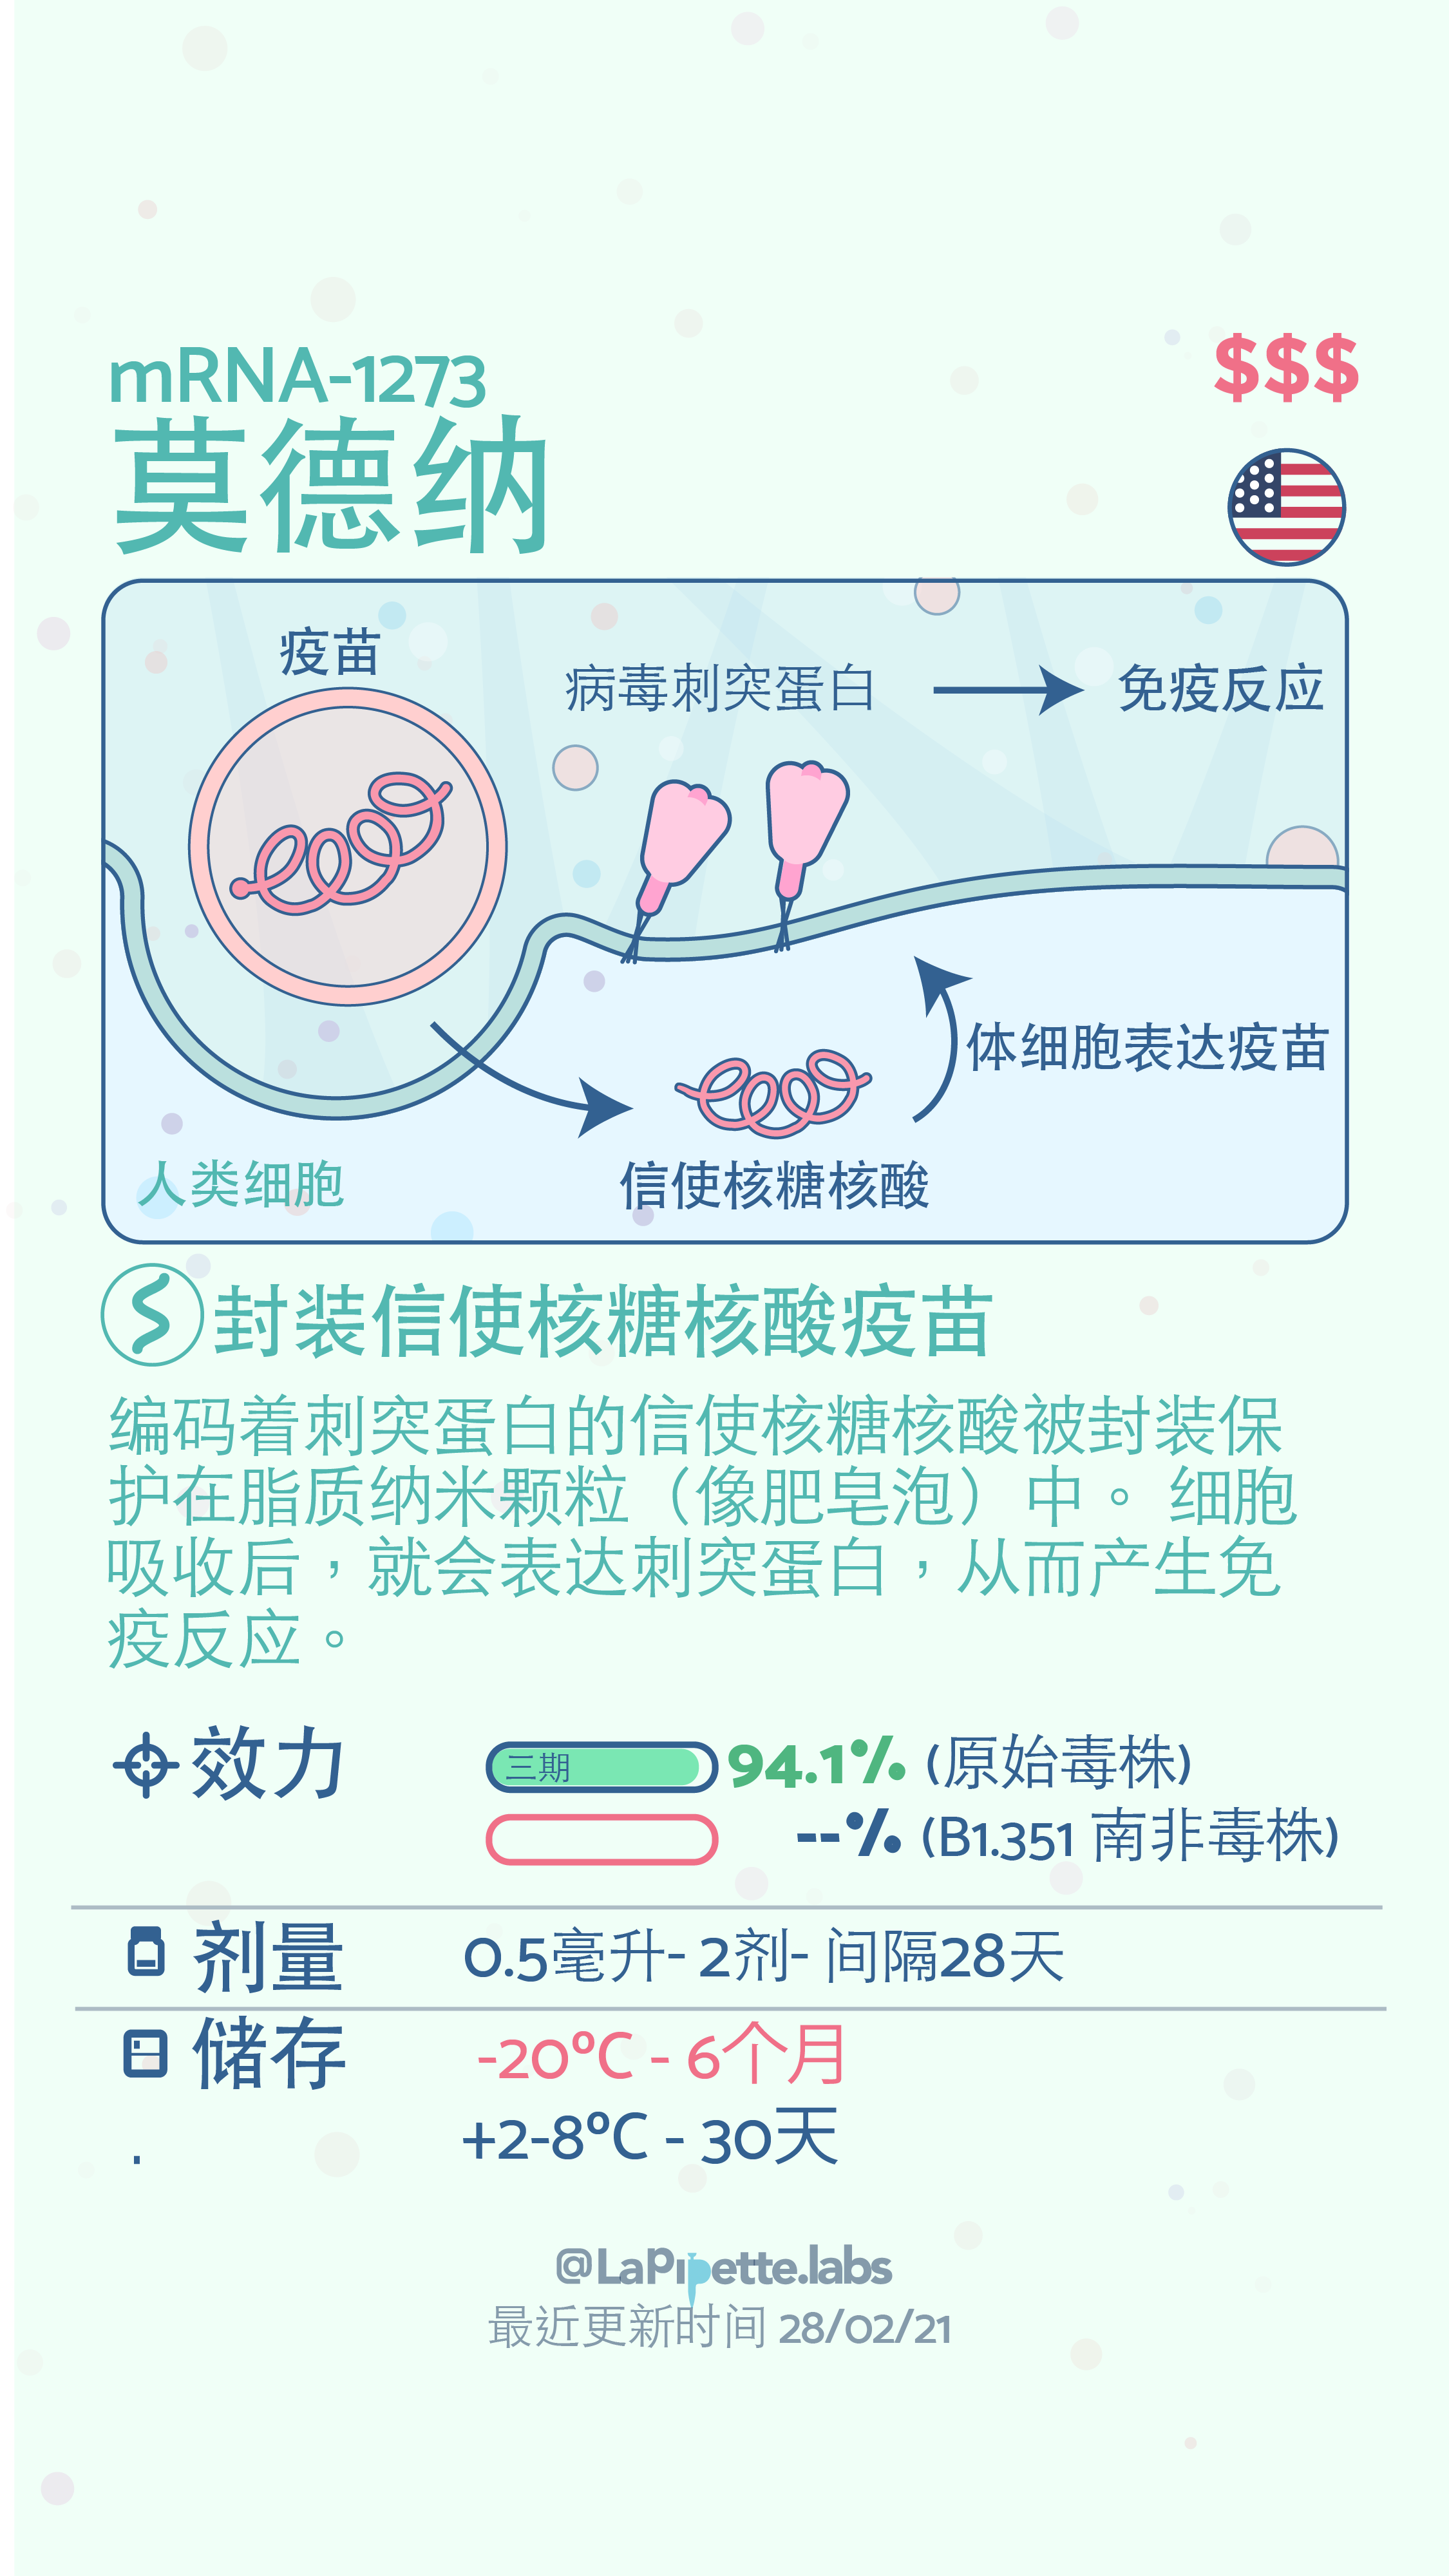 mRNA-1273
$$$
莫德纳
疫苗
病毒刺突蛋白
免疫反应
体细胞表达疫苗
人类细胞
信使核糖核酸
封装信使核糖核酸疫苗
编码着刺突蛋白的信使核糖核酸被封装保
护在脂质纳米颗粒（像肥皂泡）中。 细胞
吸收后，就会表达刺突蛋白，从而产生免
疫反应。
效力
三期
94.1% (原始毒株)
--% (B1.351 南非毒株)
剂量
0.5毫升- 2剂- 间隔28天
储存
-20°C - 6个月
+2-8°C - 30天
.
@LaPipette.labs
最近更新时间 28/02/21